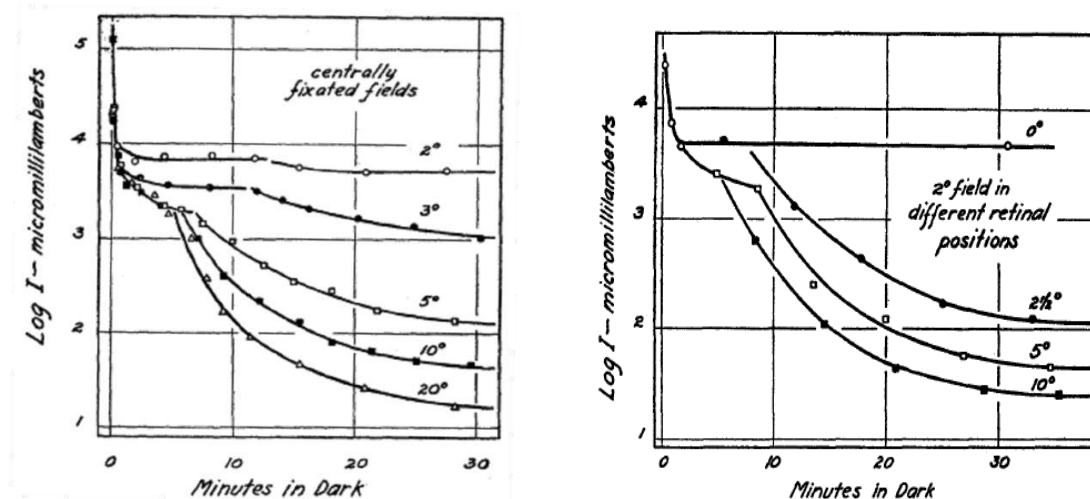 5
4
3
2
1
Log I - micromillilamberts
centrally
fixated fields
2°
3°
5°
10°
20°
0
10
20
30
Minutes in Dark
4
3
2
1
Log I - micromillilamberts
0°
2° field in
different retinal
positions
2½°
5°
10°
0
10
20
30
Minutes in Dark